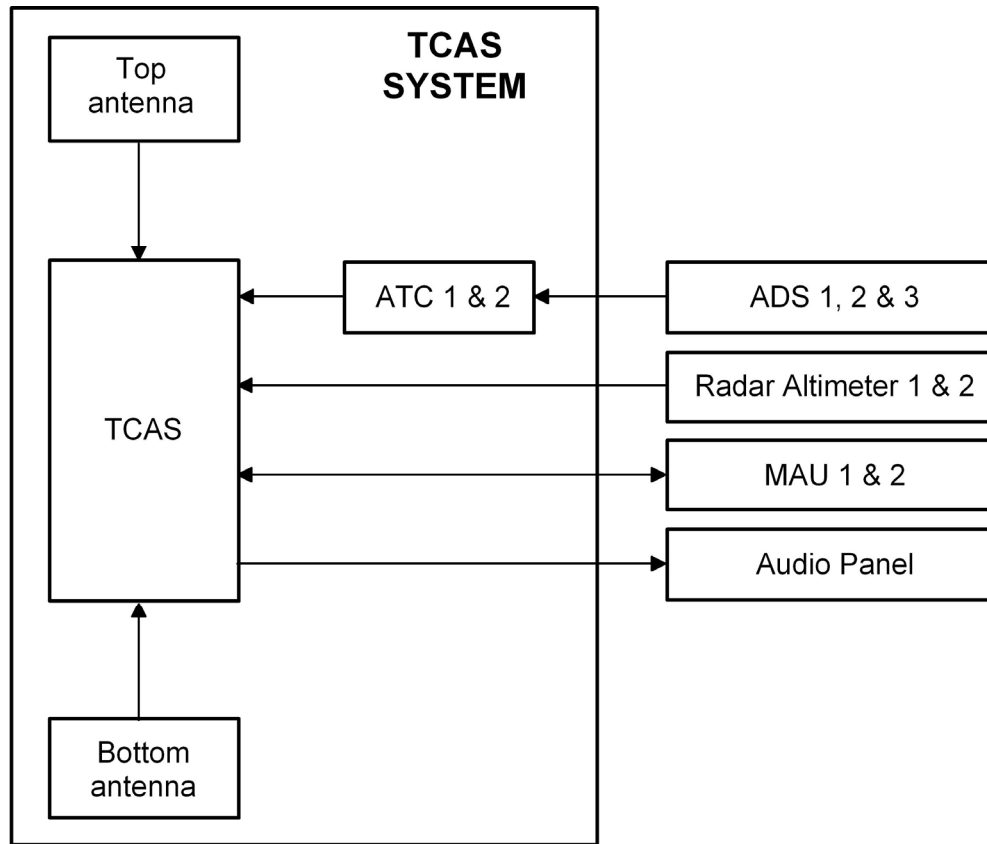 TCAS
SYSTEM
Top
antenna
ATC 1 & 2
ADS 1, 2 & 3
Radar Altimeter 1 & 2
TCAS
MAU 1 & 2
Audio Panel
Bottom
antenna